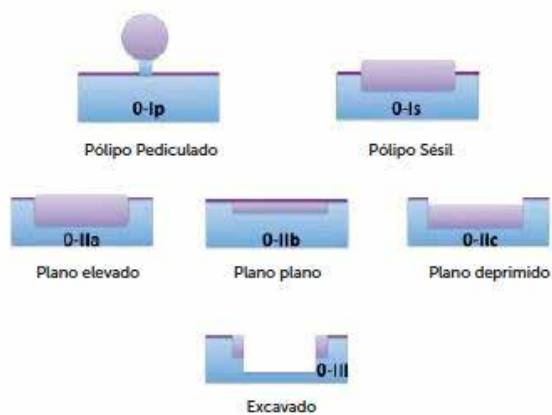 0-Ip
0-Is
Pólipo Pediculado
Pólipo Sésil
0-IIa
0-IIb
0-IIc
Plano elevado
Plano plano
Plano deprimido
0-III
Excavado